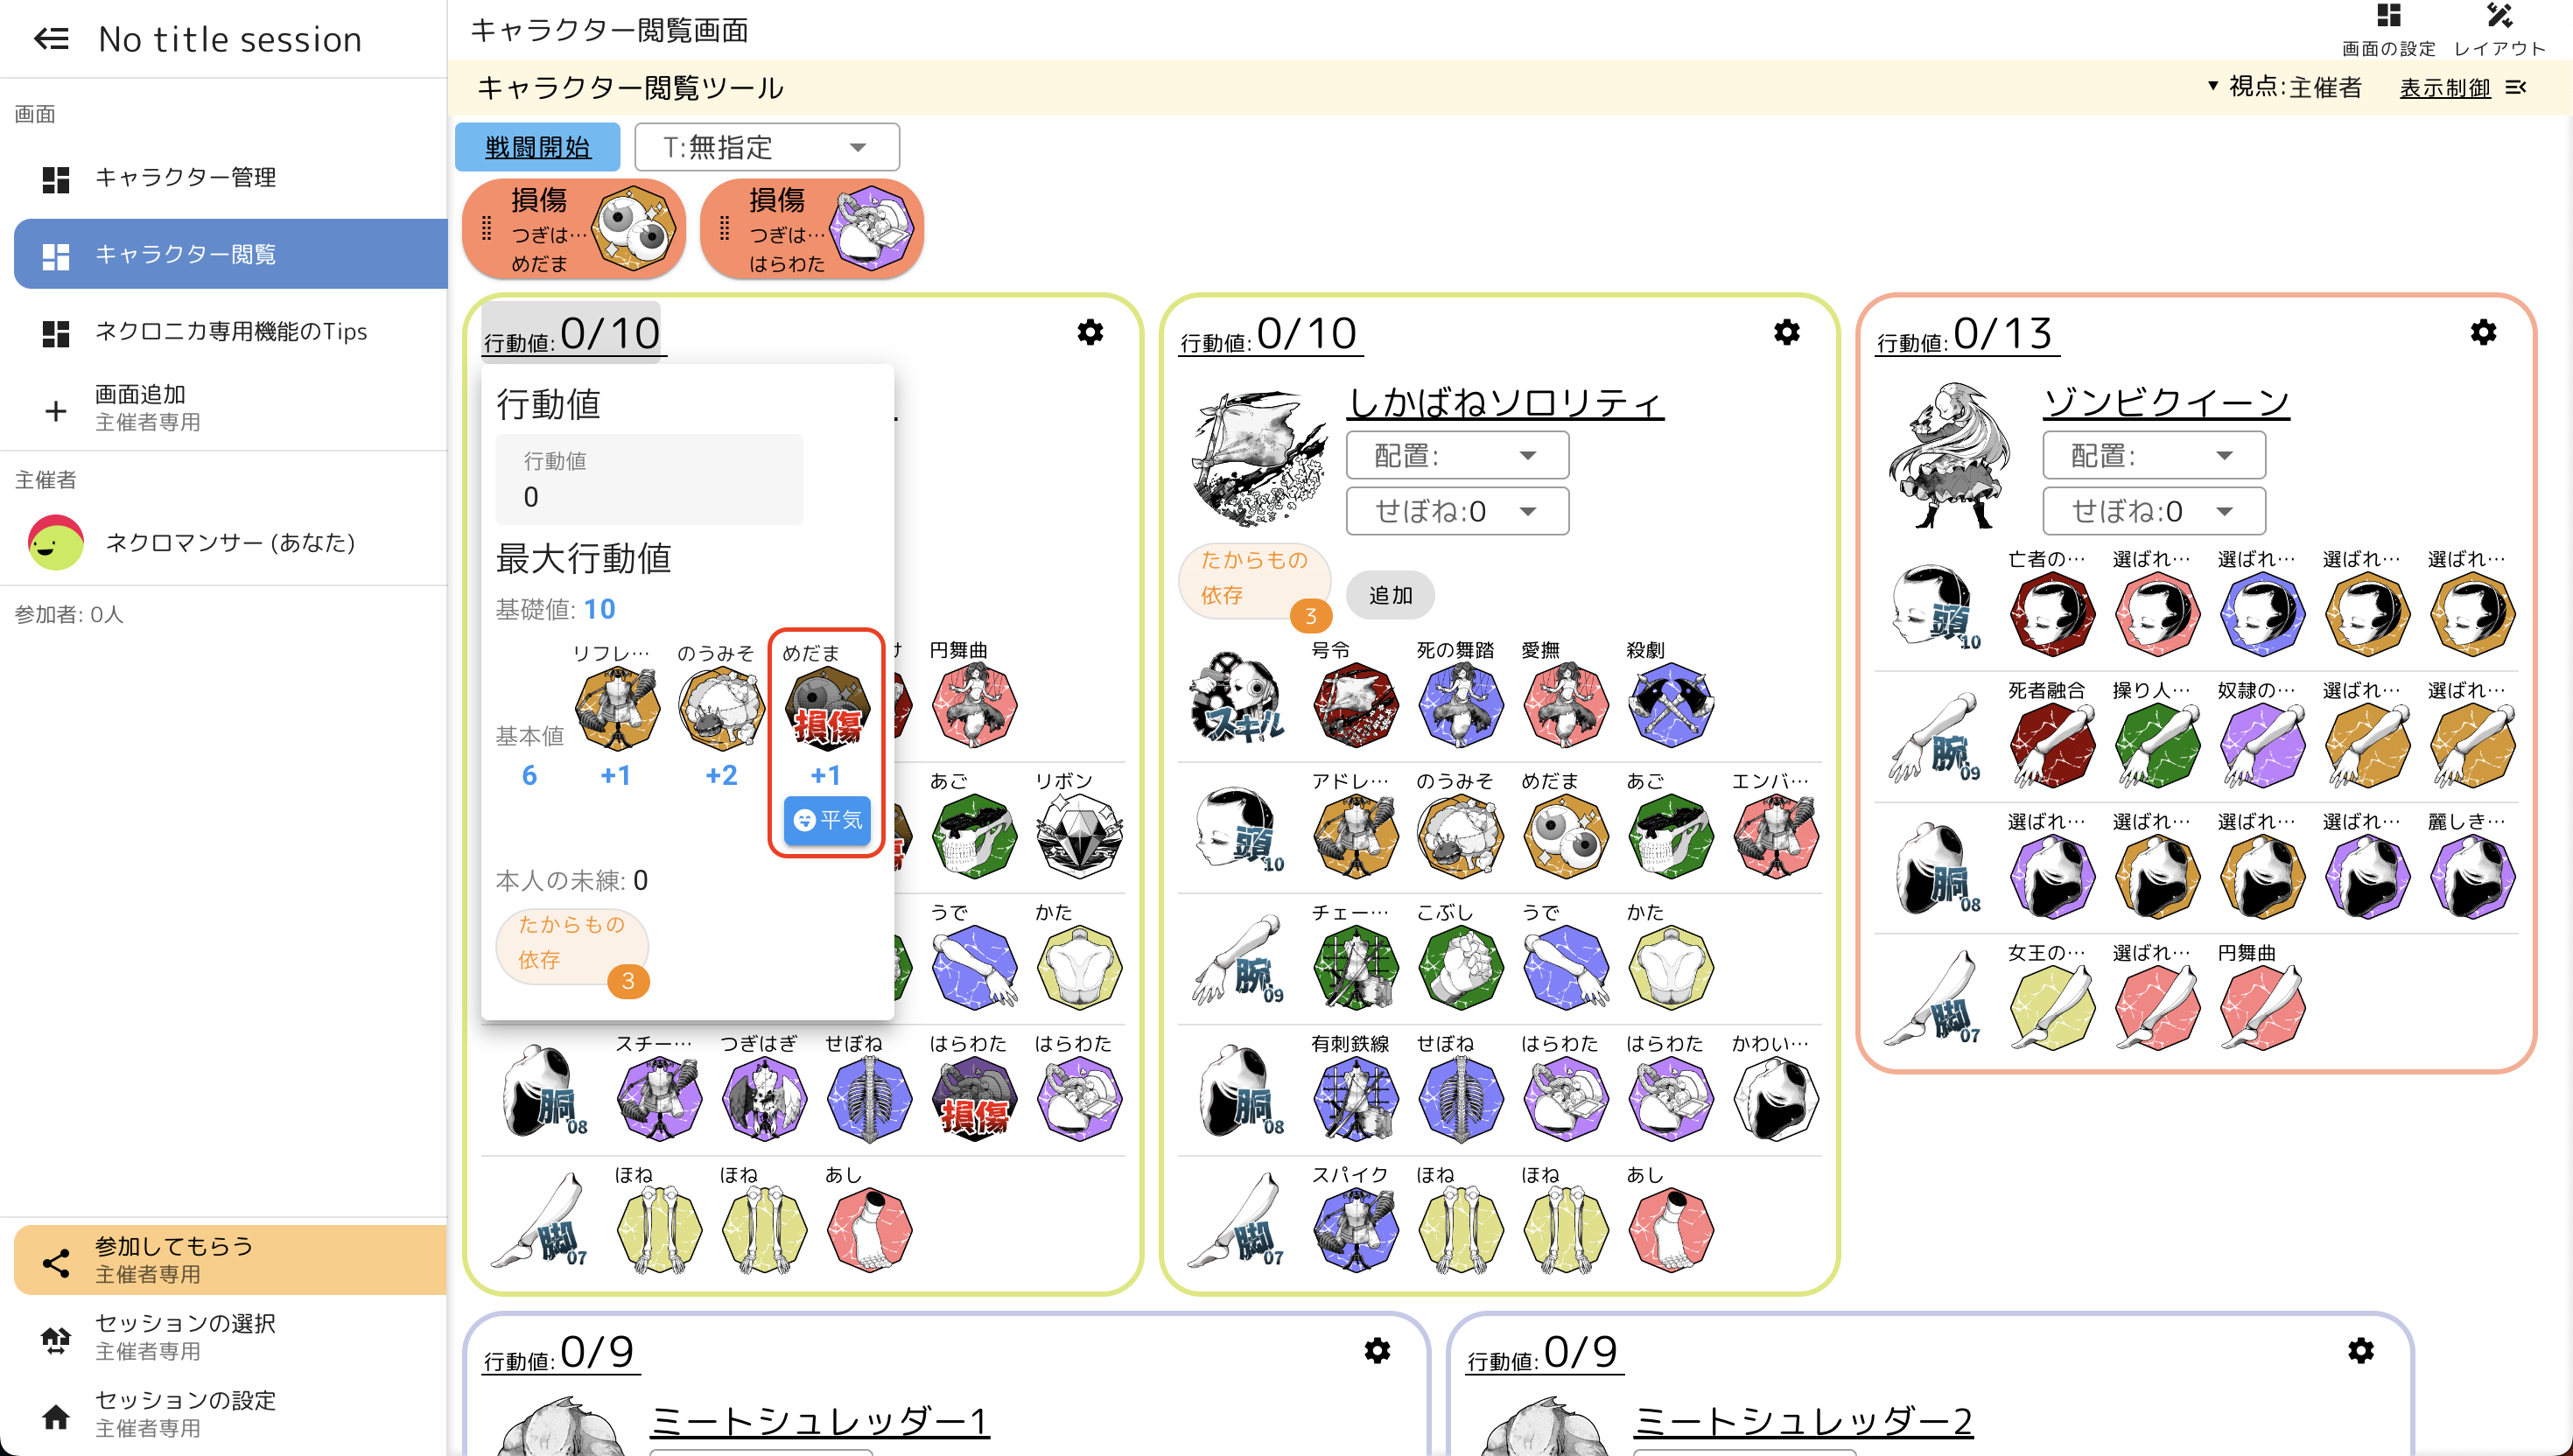 No title session
画面
キャラクター管理
キャラクター閲覧
ネクロニカ専用機能のTips
画面追加
主催者専用
主催者
ネクロマンサー (あなた)
参加者: 0人
参加してもらう
主催者専用
セッションの選択
主催者専用
セッションの設定
主催者専用
キャラクター閲覧画面
画面の設定 レイアウト
キャラクター閲覧ツール
視点:主催者 表示制御
戦闘開始 T:無指定
損傷
つぎは…
めだま
損傷
つぎは…
はらわた
行動値:0/10
行動値
行動値
0
最大行動値
基礎値: 10
リフレ… のうみそ めだま
損傷
基本値
6 +1 +2 +1
平気
本人の未練: 0
たからもの
依存
3
円舞曲
あご リボン
うで かた
スチー… つぎはぎ せぼね はらわた はらわた
胴08 損傷
ほね ほね あし
脚07
行動値:0/10
しかばねソロリティ
配置:
せぼね:0
たからもの
依存
3
追加
号令 死の舞踏 愛撫 殺劇
スキル
アドレ… のうみそ めだま あご エンバ…
頭10
チェー… こぶし うで かた
腕09
有刺鉄線 せぼね はらわた はらわた かわい…
胴08
スパイク ほね ほね あし
脚07
行動値:0/13
ゾンビクイーン
配置:
せぼね:0
亡者の… 選ばれ… 選ばれ… 選ばれ… 選ばれ…
頭10
死者融合 操り人… 奴隷の… 選ばれ… 選ばれ…
腕09
選ばれ… 選ばれ… 選ばれ… 選ばれ… 麗しき…
胴08
女王の… 選ばれ… 円舞曲
脚07
行動値:0/9
ミートシュレッダー1
行動値:0/9
ミートシュレッダー2